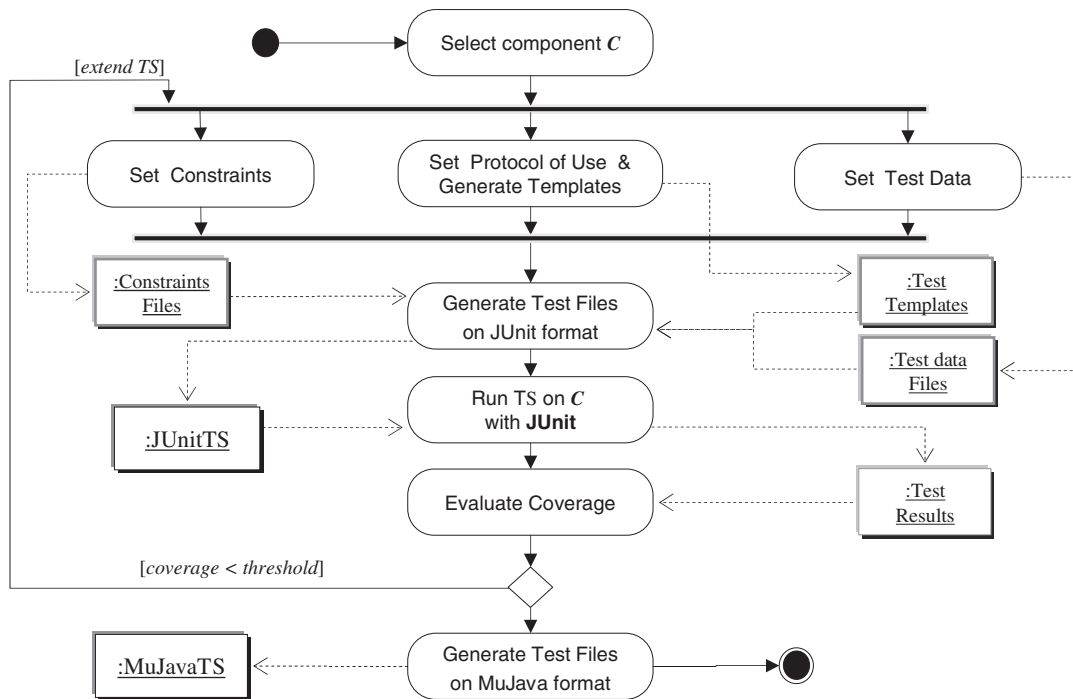 Select component C
[extend TS]
Set Constraints
Set Protocol of Use &
Generate Templates
Set Test Data
:Constraints
Files
Generate Test Files
on JUnit format
:Test
Templates
:Test data
Files
Run TS on C
with JUnit
:JUnitTS
Evaluate Coverage
:Test
Results
[coverage < threshold]
:MuJavaTS
Generate Test Files
on MuJava format